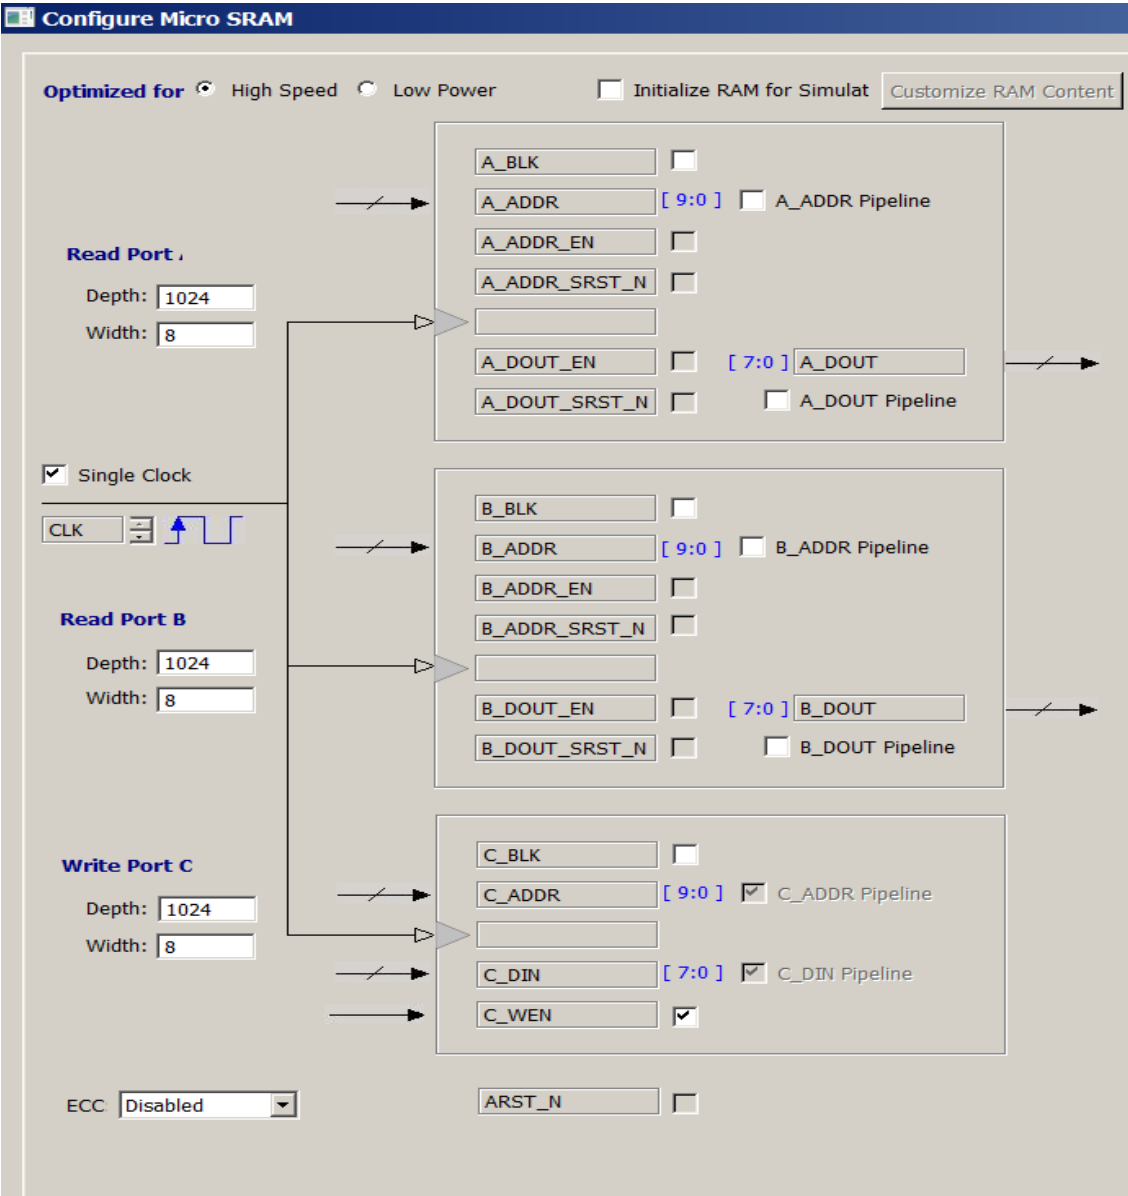 Configure Micro SRAM
Optimized for High Speed Low Power Initialize RAM for Simulat Customize RAM Content
A_BLK
A_ADDR [ 9:0 ] A_ADDR Pipeline
A_ADDR_EN
Read Port
A_ADDR_SRST_N
Depth: 1024
Width: 8
A_DOUT_EN [ 7:0 ] A_DOUT
A_DOUT_SRST_N A_DOUT Pipeline
Single Clock
CLK
B_BLK
B_ADDR [ 9:0 ] B_ADDR Pipeline
B_ADDR_EN
Read Port B
B_ADDR_SRST_N
Depth: 1024
Width: 8
B_DOUT_EN [ 7:0 ] B_DOUT
B_DOUT_SRST_N B_DOUT Pipeline
C_BLK
Write Port C
C_ADDR [ 9:0 ] C_ADDR Pipeline
Depth: 1024
Width: 8
C_DIN [ 7:0 ] C_DIN Pipeline
C_WEN
ECC Disabled ARST_N